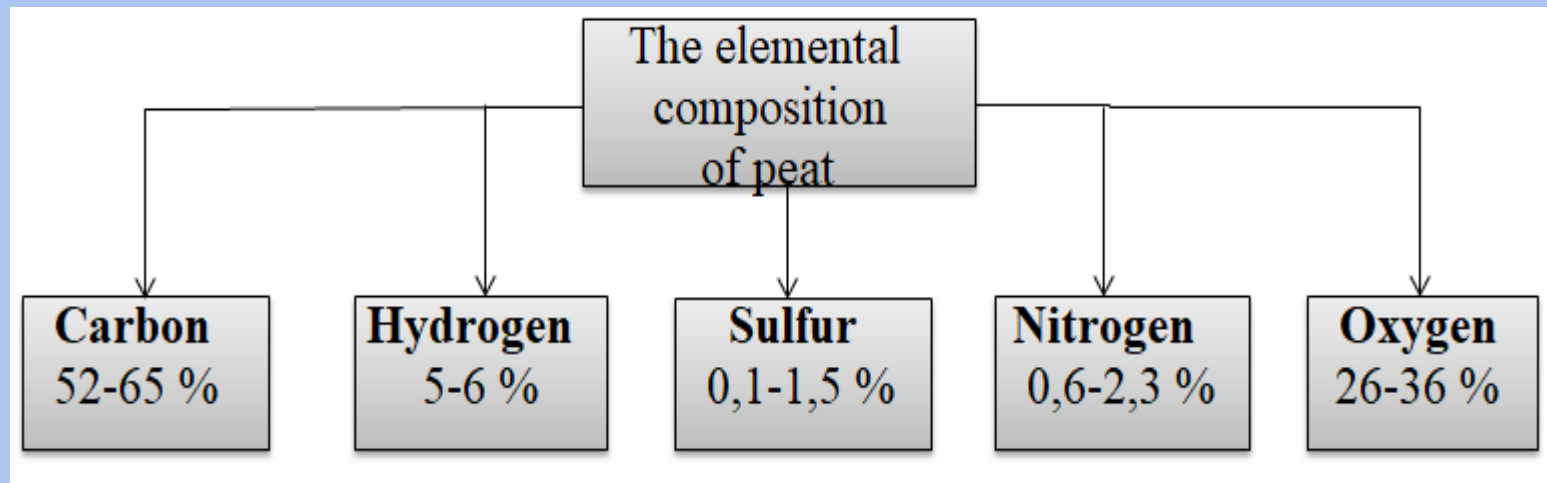 The elemental
composition
of peat
Carbon
52-65 %
Hydrogen
5-6 %
Sulfur
0,1-1,5 %
Nitrogen
0,6-2,3 %
Oxygen
26-36 %